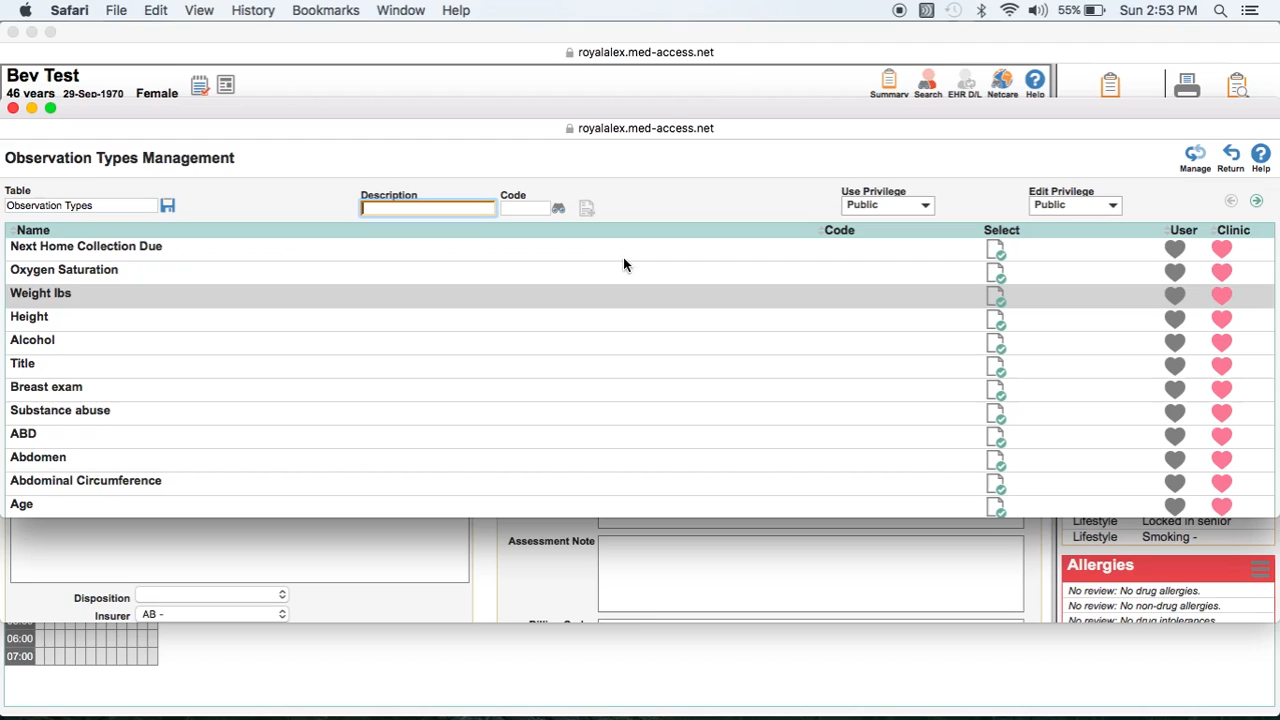 Safari File Edit View History Bookmarks Window Help 55% Sun 2:53 PM
royalalex.med-access.net
Bev Test
46 years 29-Sep-1970 Female
Summary Search EHR D/L Netcare Help
royalalex.med-access.net
Observation Types Management
Manage Return Help
Table Description Code Use Privilege Edit Privilege
Observation Types Public Public
Name Code Select User Clinic
Next Home Collection Due
Oxygen Saturation
Weight lbs
Height
Alcohol
Title
Breast exam
Substance abuse
ABD
Abdomen
Abdominal Circumference
Age
Lifestyle Locked in senior
Lifestyle Smoking -
Assessment Note
Allergies
No review: No drug allergies.
Disposition
No review: No non-drug allergies.
Insurer AB -
No review: No drug intolerances
06:00
07:00